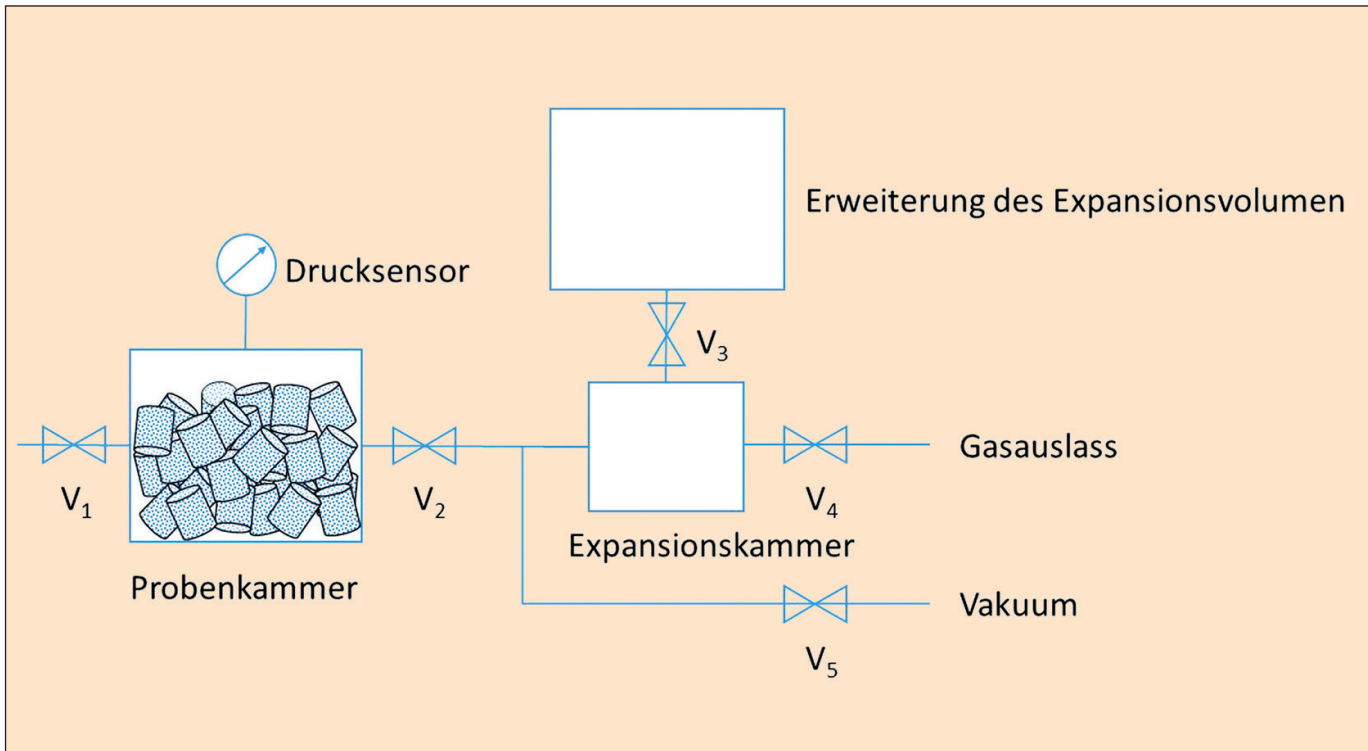 Erweiterung des Expansionsvolumen
Drucksensor
V₃
V₁
V₂
V₄
Gasauslass
Expansionskammer
Probenkammer
Vakuum
V₅